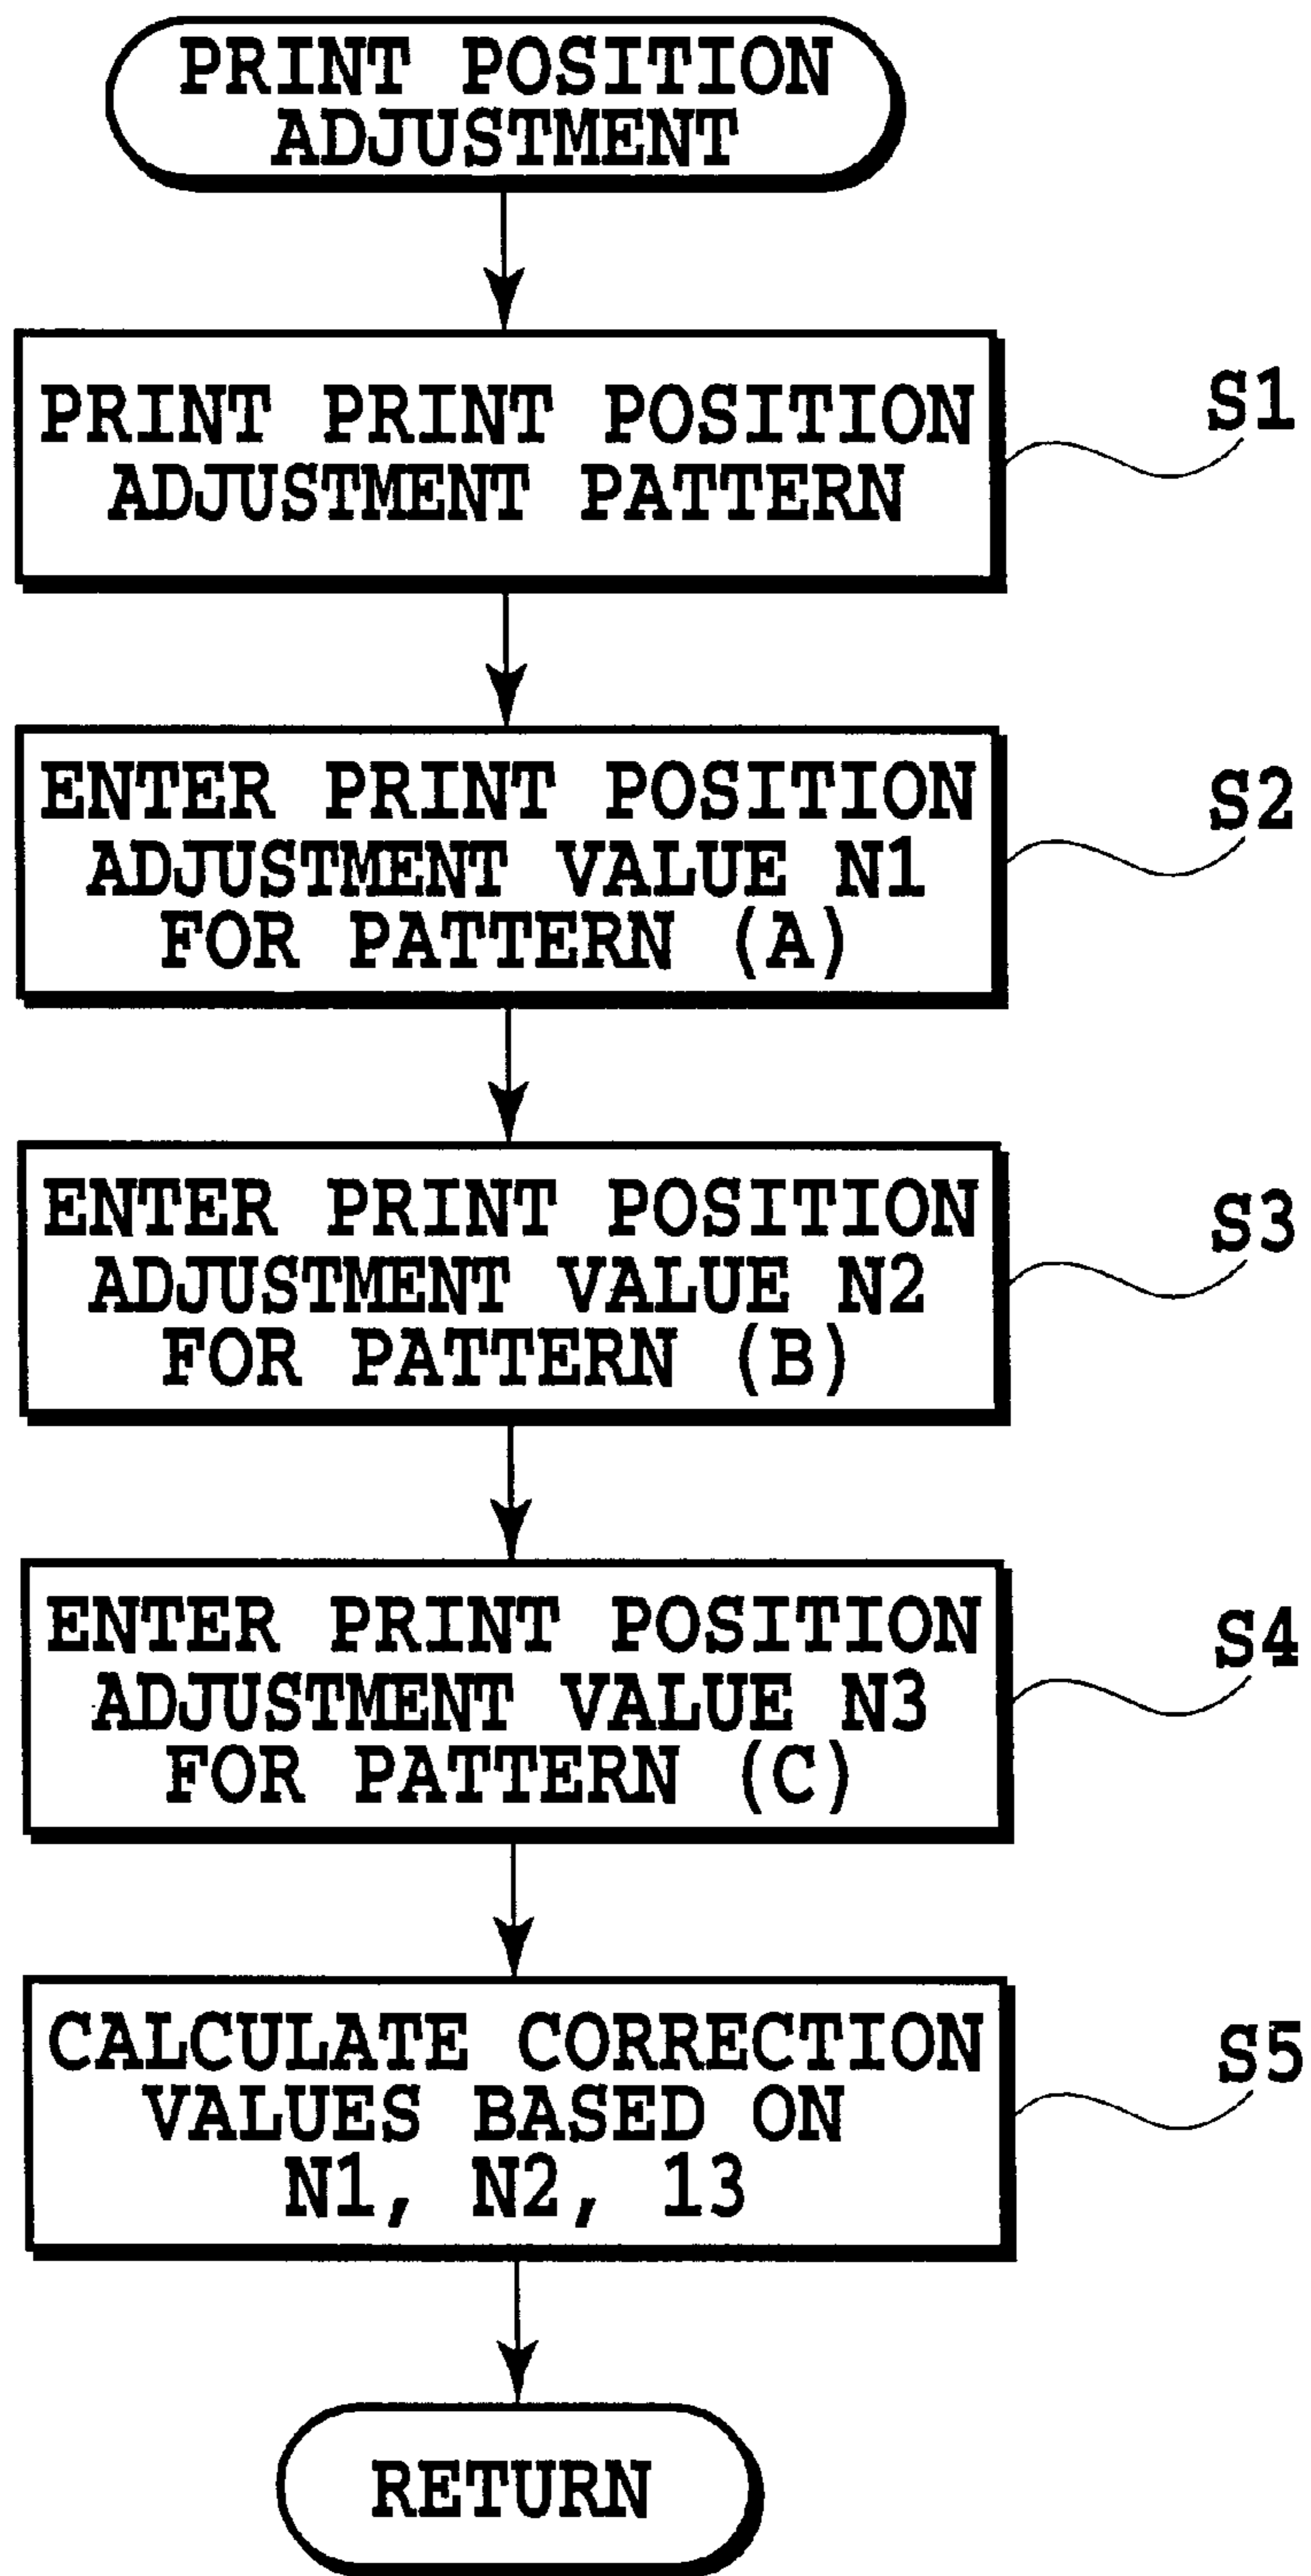 PRINT POSITION
ADJUSTMENT
PRINT PRINT POSITION
ADJUSTMENT PATTERN
S1
ENTER PRINT POSITION
ADJUSTMENT VALUE N1
FOR PATTERN (A)
S2
ENTER PRINT POSITION
ADJUSTMENT VALUE N2
FOR PATTERN (B)
S3
ENTER PRINT POSITION
ADJUSTMENT VALUE N3
FOR PATTERN (C)
S4
CALCULATE CORRECTION
VALUES BASED ON
N1, N2, 13
S5
RETURN